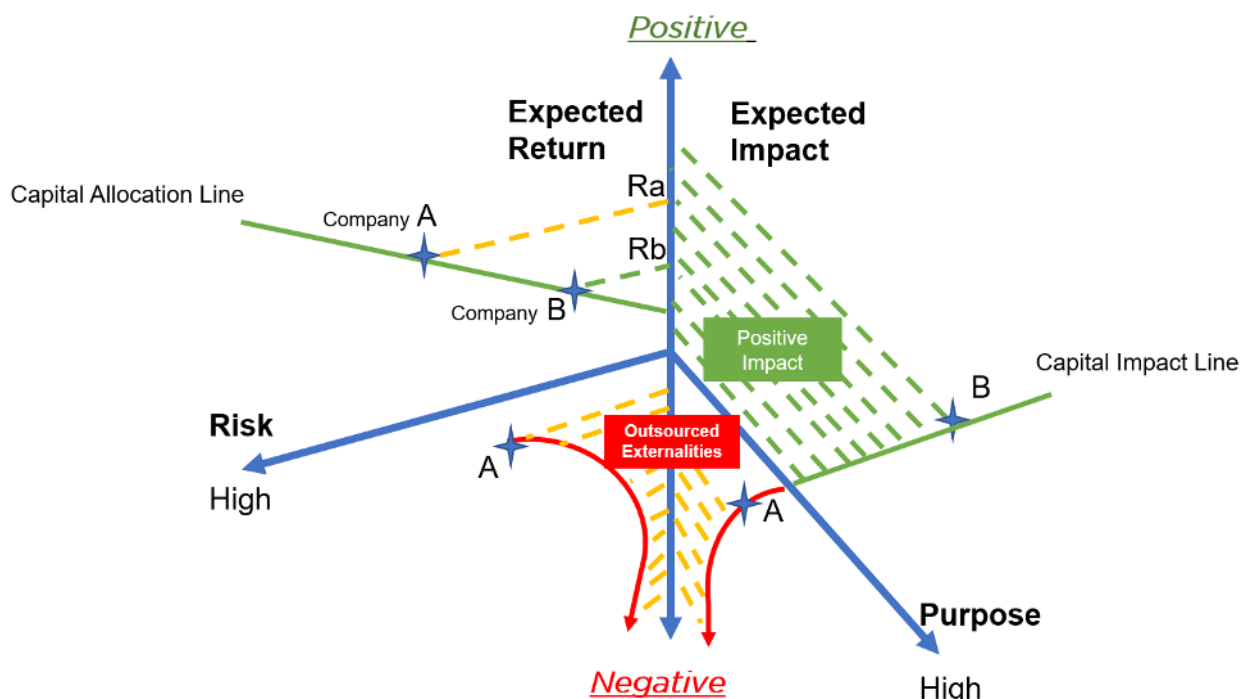 Positive
Expected
Return
Expected
Impact
Capital Allocation Line
Company A
Ra
Rb
Company B
Positive
Impact
Capital Impact Line
B
Risk
High
Outsourced
Externalities
A
A
Purpose
High
Negative